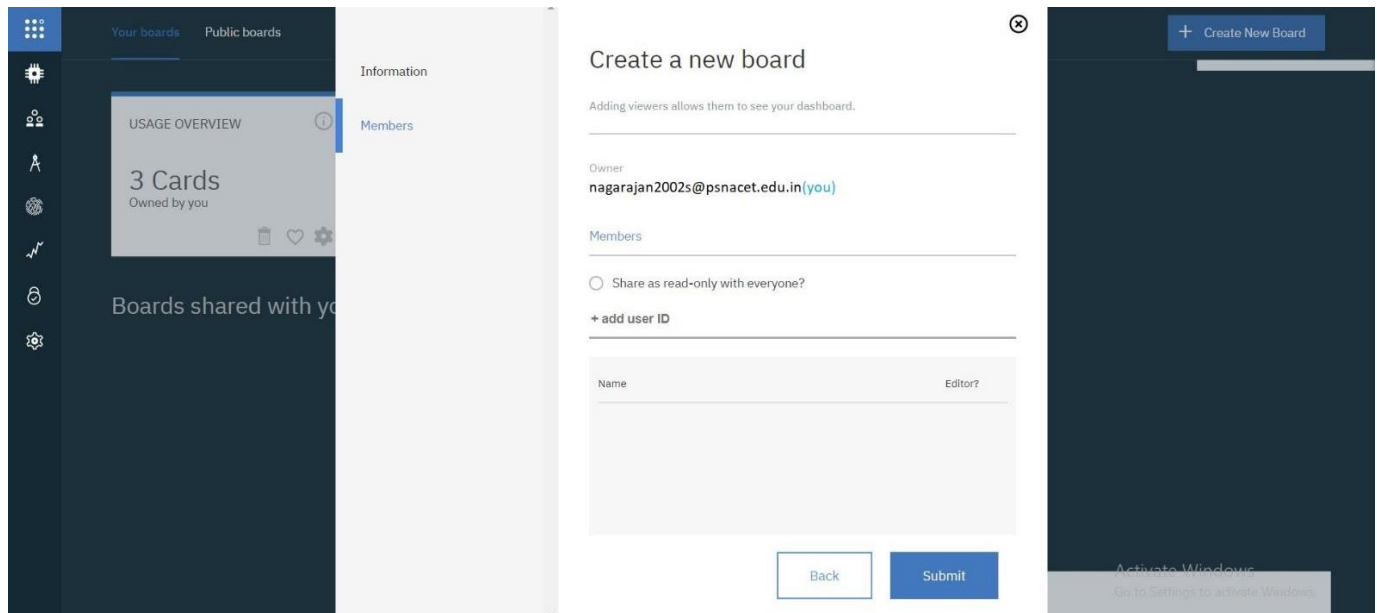 Your boards Public boards
USAGE OVERVIEW
3 Cards
Owned by you
Boards shared with yo
Information
Members
Create a new board
Adding viewers allows them to see your dashboard.
Owner
nagarajan2002s@psnacet.edu.in(you)
Members
Share as read-only with everyone?
+ add user ID
Name Editor?
Back Submit
+ Create New Board
Activate Windows
Go to Settings to activate Windows.